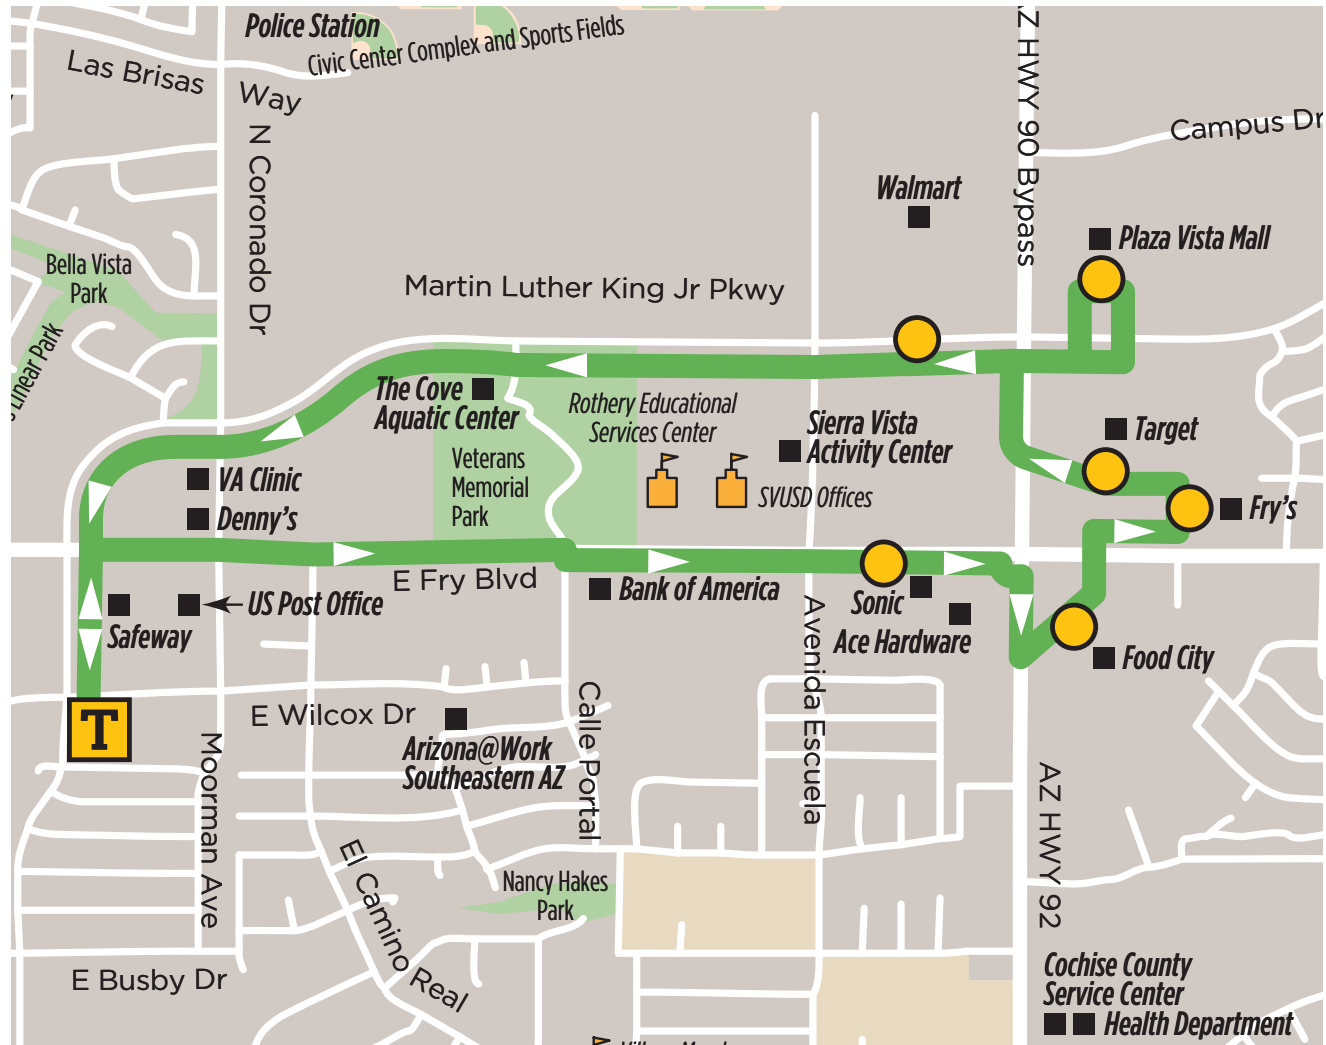 Police Station
Civic Center Complex and Sports Fields
Las Brisas Way
N Coronado Dr
AZ HWY 90 Bypass
Campus Dr
Walmart
Plaza Vista Mall
Bella Vista
Park
Linear Park
Martin Luther King Jr Pkwy
The Cove
Aquatic Center
Rothery Educational
Services Center
Sierra Vista
Activity Center
Target
Veterans
Memorial
Park
SVUSD Offices
VA Clinic
Denny's
Fry's
E Fry Blvd
Bank of America
Sonic
Ace Hardware
US Post Office
Safeway
Food City
T
E Wilcox Dr
Arizona@Work
Southeastern AZ
Calle Portal
Avenida Escuela
Moorman Ave
El Camino Real
AZ HWY 92
Nancy Hakes
Park
E Busby Dr
Cochise County
Service Center
Health Department